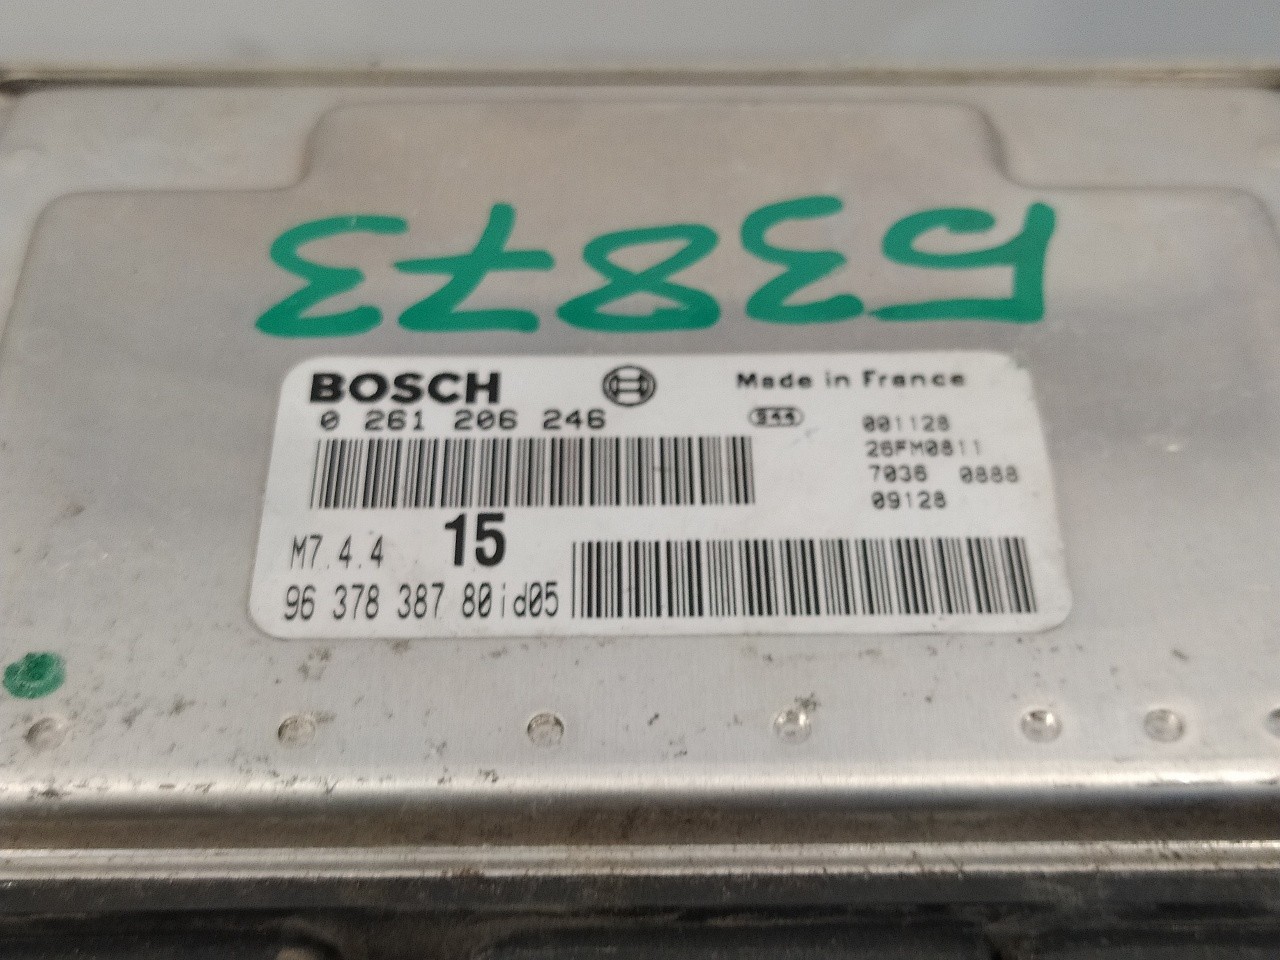 53873
BOSCH
Made in France
0 261 206 246
001128
26FM0811
7036 0888
09128
M7.4.4 15
96 378 387 80id05